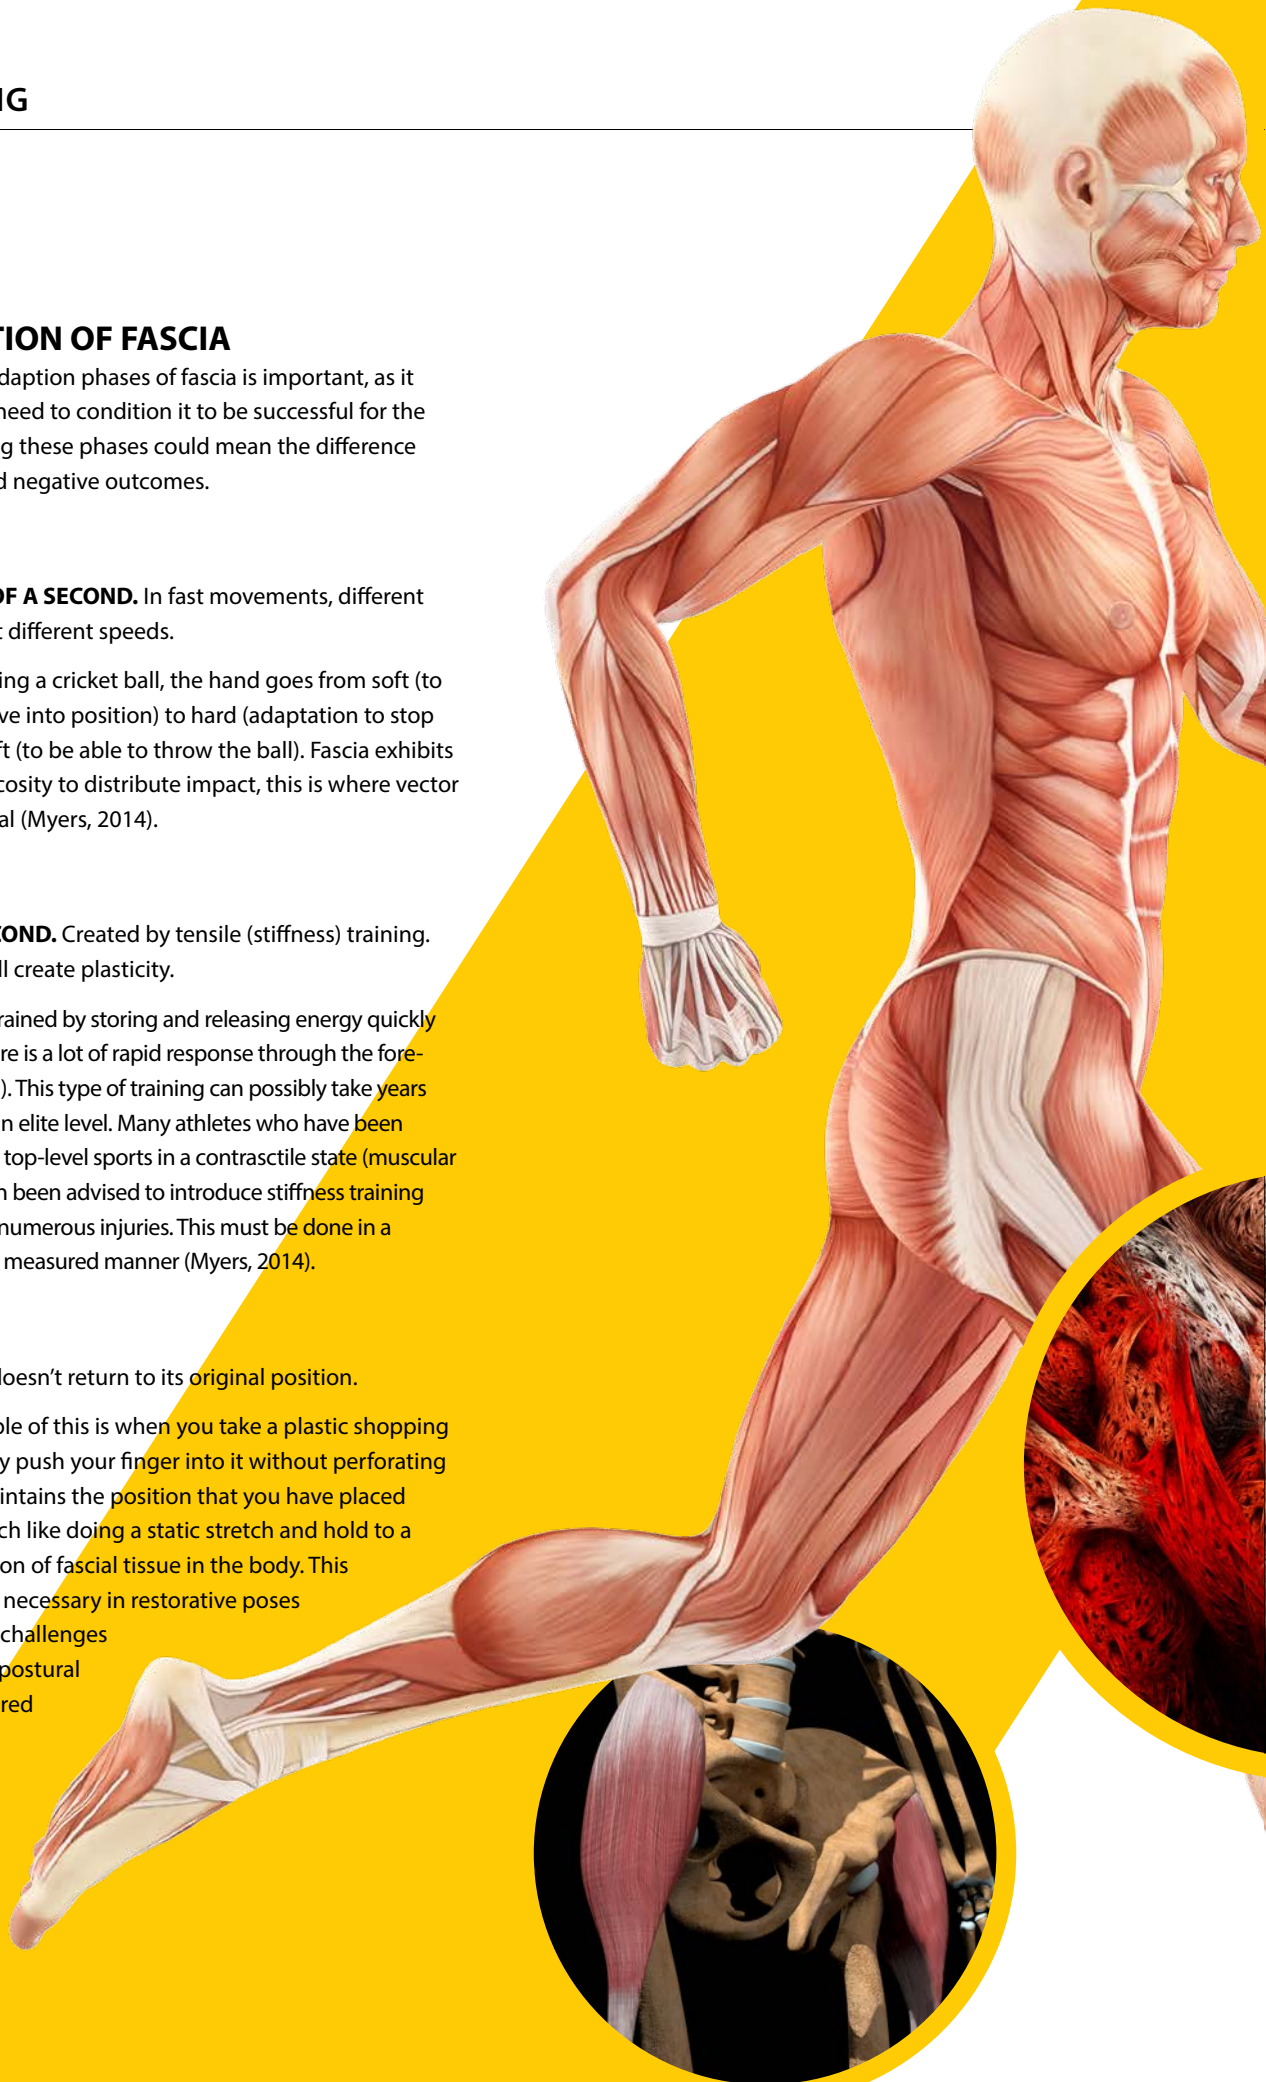 IG
TION OF FASCIA
daption phases of fascia is important, as it
need to condition it to be successful for the
g these phases could mean the difference
d negative outcomes.
OF A SECOND. In fast movements, different
t different speeds.
ing a cricket ball, the hand goes from soft (to
ve into position) to hard (adaptation to stop
ft (to be able to throw the ball). Fascia exhibits
cosity to distribute impact, this is where vector
al (Myers, 2014).
COND. Created by tensile (stiffness) training.
ll create plasticity.
rained by storing and releasing energy quickly
re is a lot of rapid response through the fore-
). This type of training can possibly take years
n elite level. Many athletes who have been
top-level sports in a contrasctile state (muscular
n been advised to introduce stiffness training
numerous injuries. This must be done in a
measured manner (Myers, 2014).
loesn't return to its original position.
ple of this is when you take a plastic shopping
y push your finger into it without perforating
intains the position that you have placed
ch like doing a static stretch and hold to a
on of fascial tissue in the body. This
necessary in restorative poses
challenges
postural
red